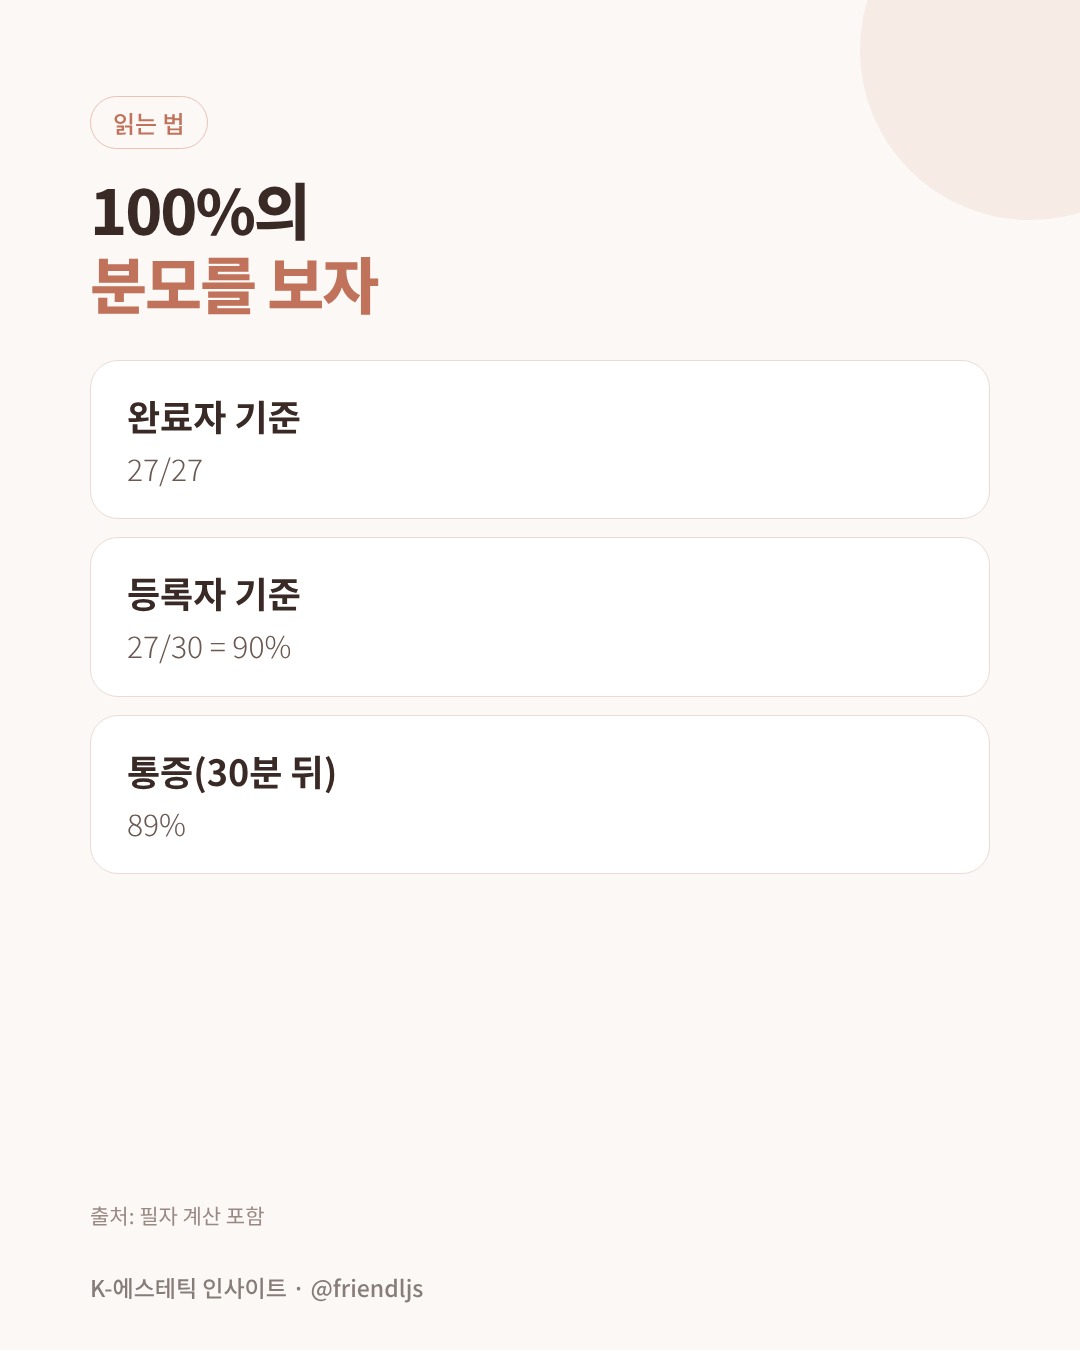 읽는 법
100%의
분모를 보자
완료자 기준
27/27
등록자 기준
27/30 = 90%
통증(30분 뒤)
89%
출처: 필자 계산 포함
K-에스테틱 인사이트 · @friendljs